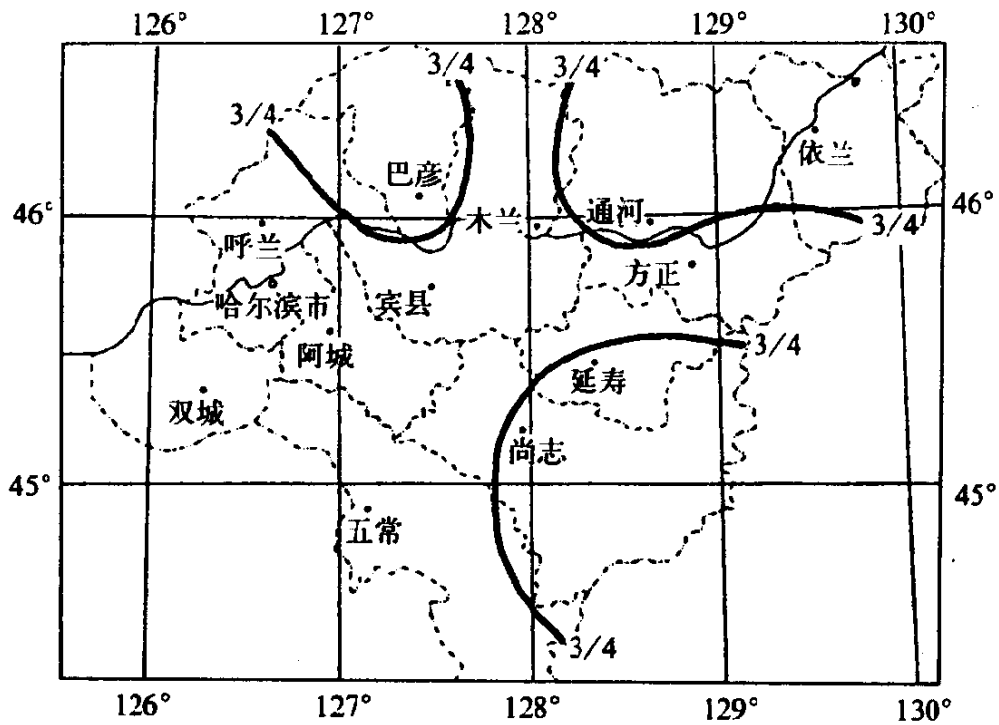 126° 127° 128° 129° 130°
3/4 3/4
3/4
依兰
巴彦
46° 木兰 通河 46°
3/4
呼兰
方正
哈尔滨市 宾县
阿城 3/4
延寿
双城
尚志
45° 45°
五常
3/4
126° 127° 128° 129° 130°